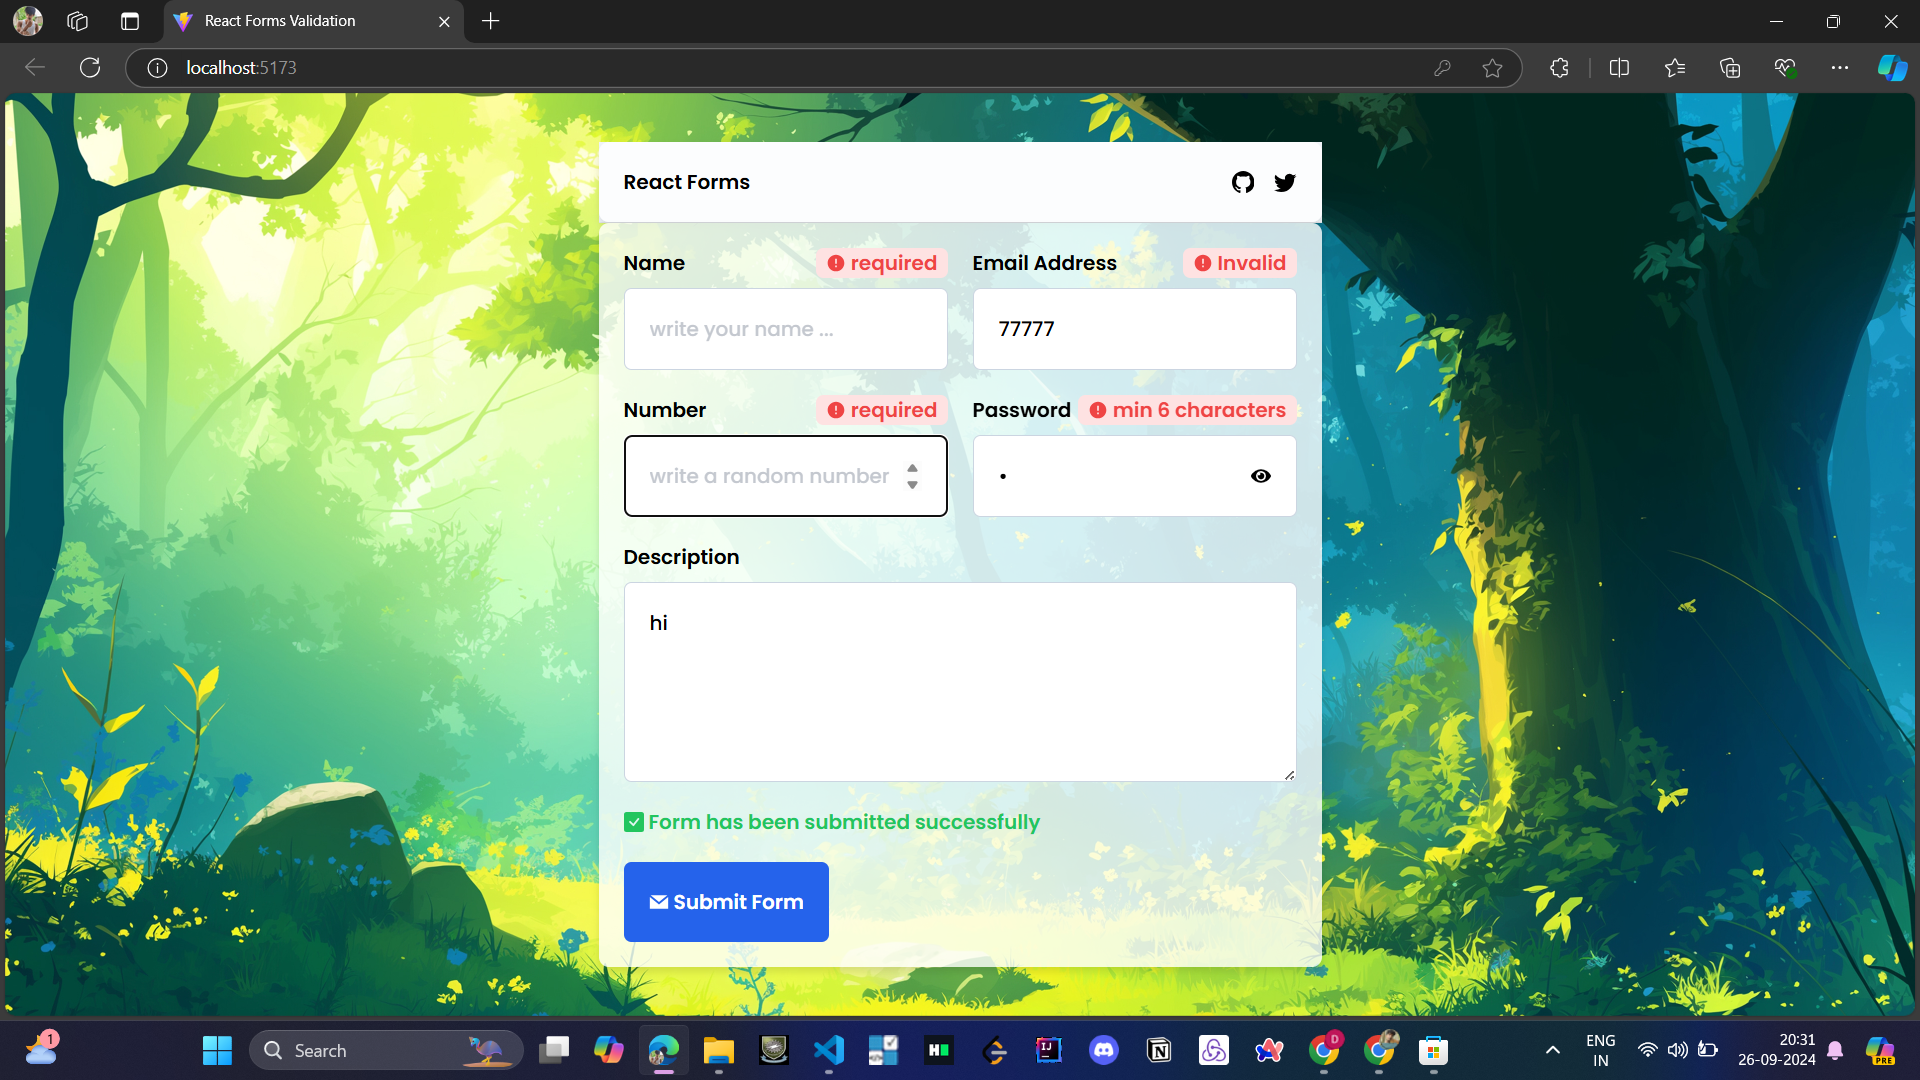 React Forms Validation
localhost:5173
React Forms
Name
required
Email Address
Invalid
write your name ...
77777
Number
required
Password
min 6 characters
write a random number
•
Description
hi
Form has been submitted successfully
Submit Form
1
Search
H
IJ
N
D
ENG
IN
20:31
26-09-2024
PRE